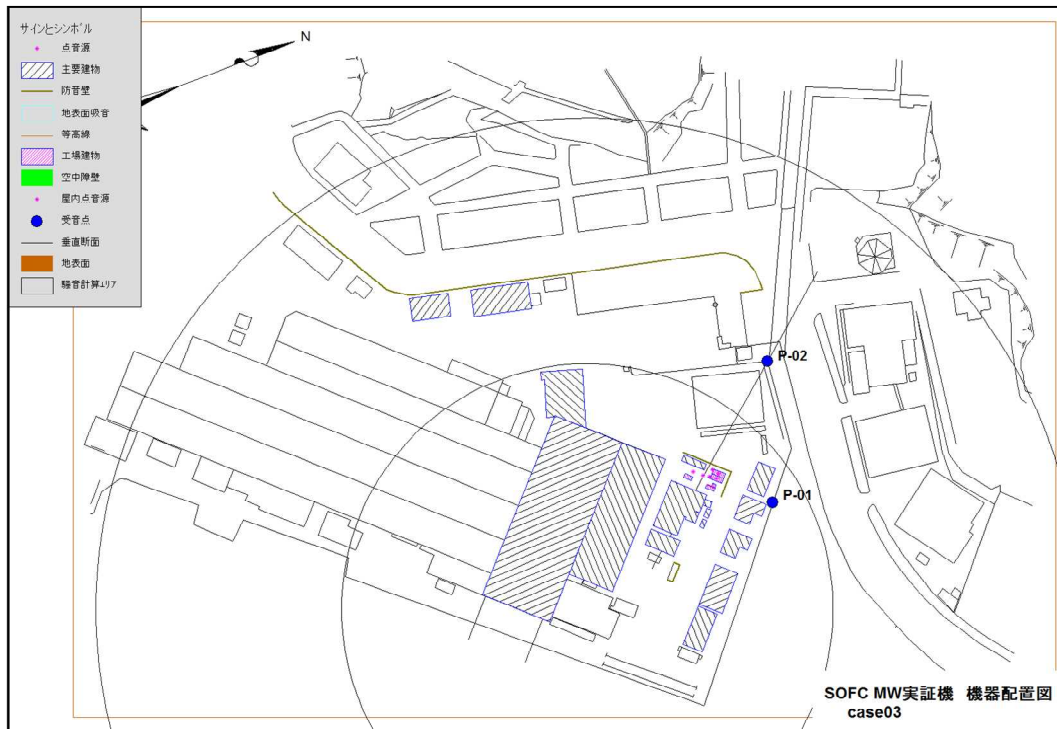 サインとシンボル
点音源
主要建物
防音壁
地表面吸音
等高線
工場建物
空中障壁
屋内点音源
受音点
垂直断面
地表面
騒音計算エリア
N
P-02
P-01
SOFC MW実証機 機器配置図
case03